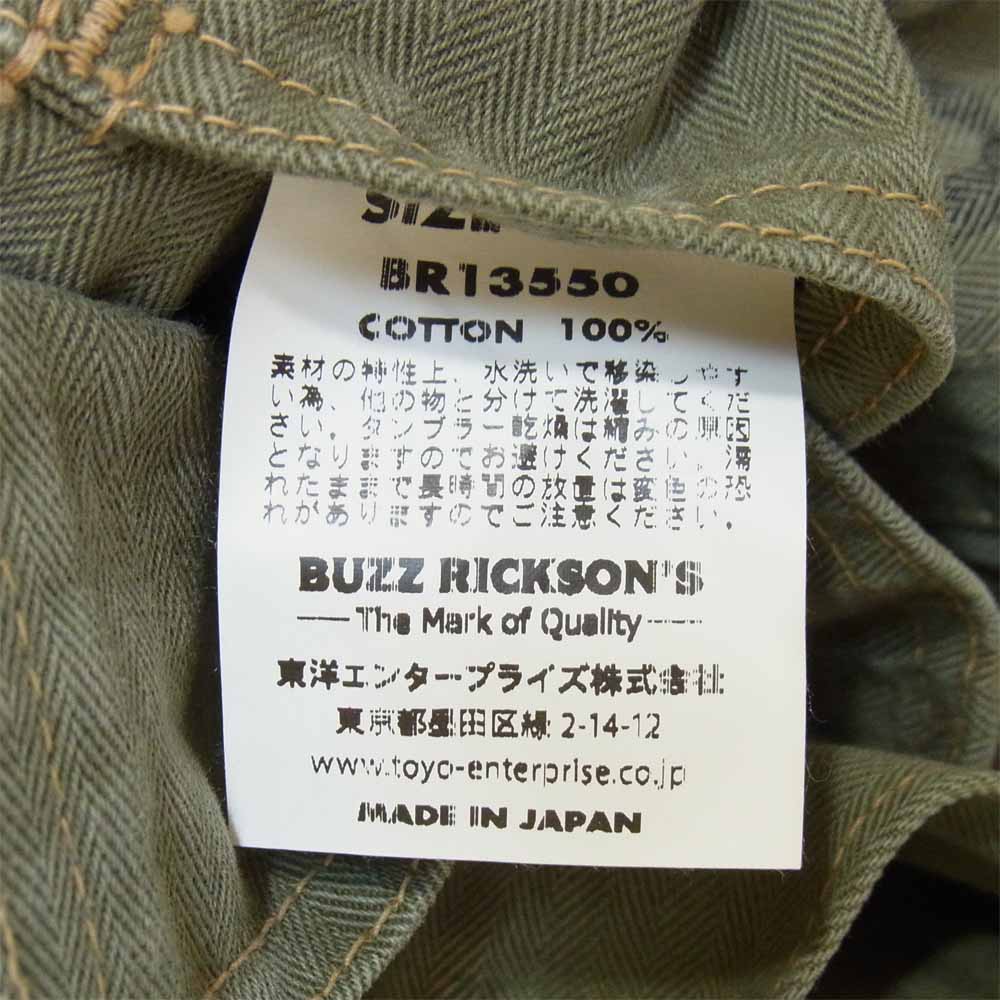 SIZE
BR13550
COTTON 100%
素材の特性上、水洗いで移染しやす
い為、他の物と分けて洗濯してくだ
さい。タンブラー乾燥は縮みの原因
となりますのでお避けください。濡
れたままで長時間の放置は変色の恐
れがありますのでご注意ください。
BUZZ RICKSON'S
The Mark of Quality
東洋エンタープライズ株式会社
東京都墨田区緑2-14-12
www.toyo-enterprise.co.jp
MADE IN JAPAN